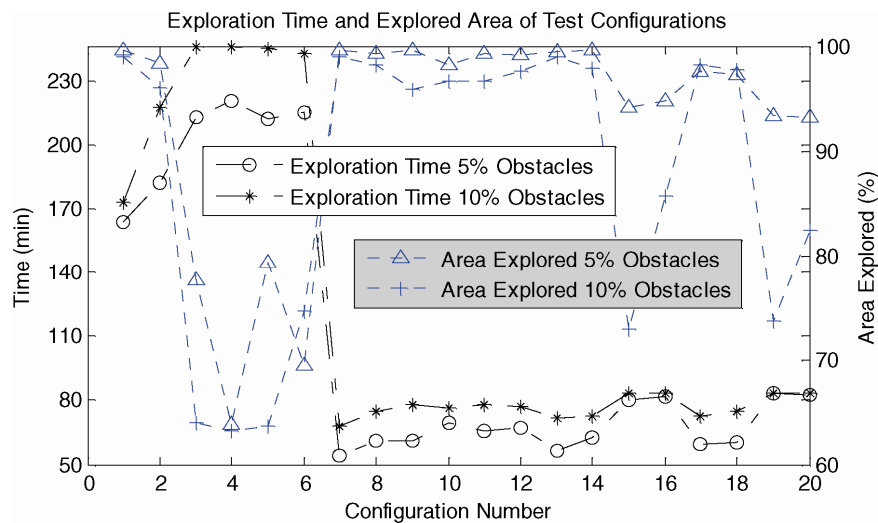 Exploration Time and Explored Area of Test Configurations
Time (min)
230
200
170
140
110
80
50
100
90
80
70
60
Area Explored (%)
Exploration Time 5% Obstacles
Exploration Time 10% Obstacles
Area Explored 5% Obstacles
Area Explored 10% Obstacles
0 2 4 6 8 10 12 14 16 18 20
Configuration Number